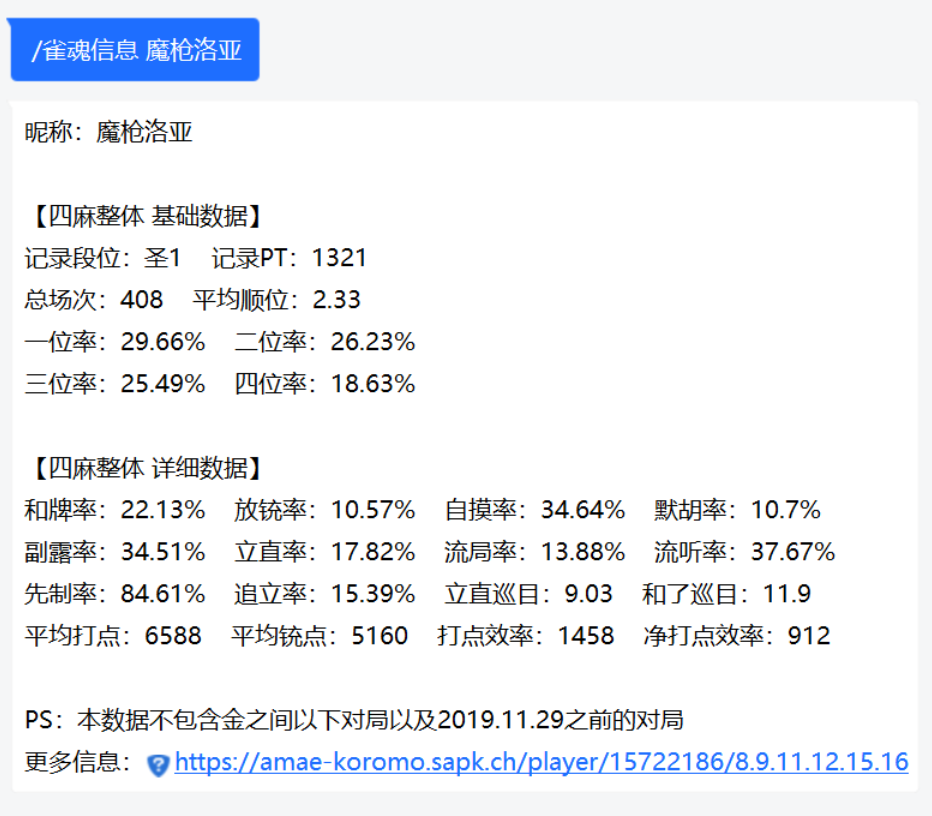 /雀魂信息 魔枪洛亚
昵称：魔枪洛亚
【四麻整体 基础数据】
记录段位：圣1 记录PT：1321
总场次：408 平均顺位：2.33
一位率：29.66% 二位率：26.23%
三位率：25.49% 四位率：18.63%
【四麻整体 详细数据】
和牌率：22.13% 放铳率：10.57% 自摸率：34.64% 默胡率：10.7%
副露率：34.51% 立直率：17.82% 流局率：13.88% 流听率：37.67%
先制率：84.61% 追立率：15.39% 立直巡目：9.03 和了巡目：11.9
平均打点：6588 平均铳点：5160 打点效率：1458 净打点效率：912
PS：本数据不包含金之间以下对局以及2019.11.29之前的对局
更多信息：https://amae-koromo.sapk.ch/player/15722186/8.9.11.12.15.16